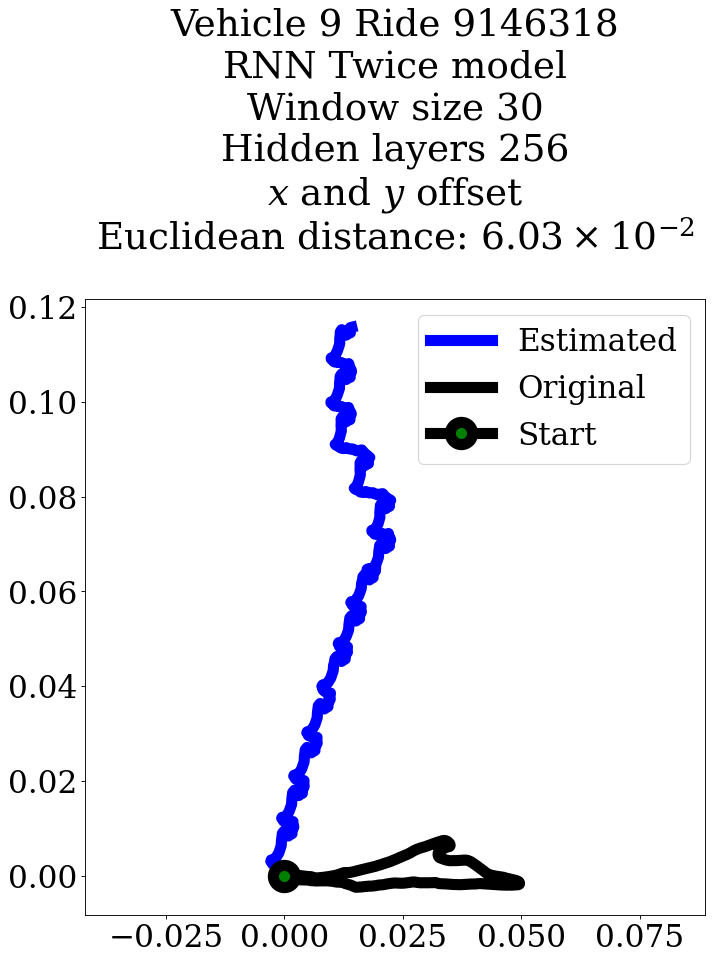 Vehicle 9 Ride 9146318
RNN Twice model
Window size 30
Hidden layers 256
x and y offset
Euclidean distance: 6.03 × 10⁻²
0.12
0.10
0.08
0.06
0.04
0.02
0.00
Estimated
Original
Start
−0.025 0.000 0.025 0.050 0.075